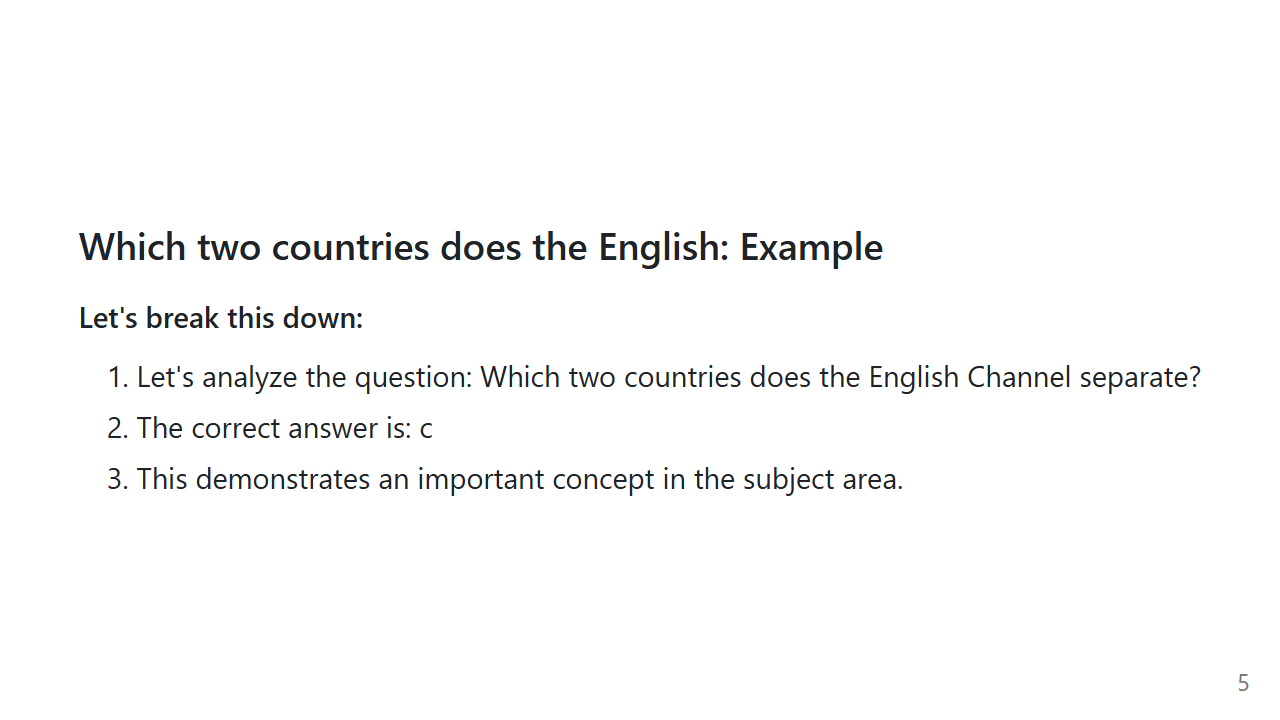 Which two countries does the English: Example
Let's break this down:
1. Let's analyze the question: Which two countries does the English Channel separate?
2. The correct answer is: c
3. This demonstrates an important concept in the subject area.
5